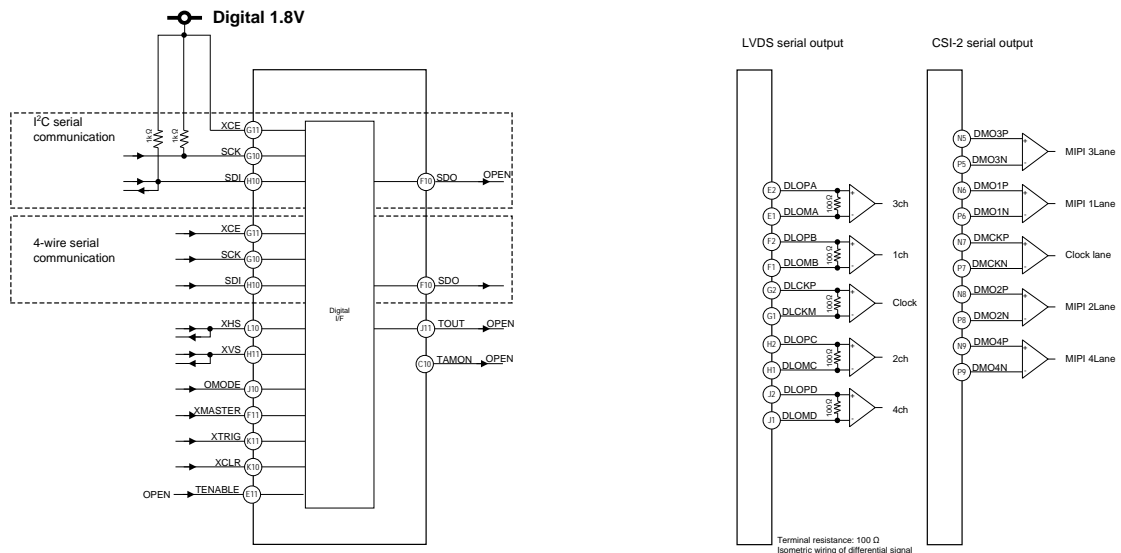 Digital 1.8V
I²C serial
communication
1kΩ
1kΩ
XCE
G11
SCK
G10
SDI
H10
F10
SDO
OPEN
4-wire serial
communication
XCE
G11
SCK
G10
SDI
H10
F10
SDO
Digital
I/F
XHS
L10
J11
TOUT
OPEN
XVS
H11
C10
TAMON
OPEN
OMODE
J10
XMASTER
F11
XTRIG
K11
XCLR
K10
OPEN
TENABLE
E11
LVDS serial output
E2
DLOPA
E1
DLOMA
100Ω
+
-
3ch
F2
DLOPB
F1
DLOMB
100Ω
+
-
1ch
G2
DLCKP
G1
DLCKM
100Ω
+
-
Clock
H2
DLOPC
H1
DLOMC
100Ω
+
-
2ch
J2
DLOPD
J1
DLOMD
100Ω
+
-
4ch
Terminal resistance: 100 Ω
Isometric wiring of differential signal
CSI-2 serial output
N5
DMO3P
P5
DMO3N
+
-
MIPI 3Lane
N6
DMO1P
P6
DMO1N
+
-
MIPI 1Lane
N7
DMCKP
P7
DMCKN
+
-
Clock lane
N8
DMO2P
P8
DMO2N
+
-
MIPI 2Lane
N9
DMO4P
P9
DMO4N
+
-
MIPI 4Lane